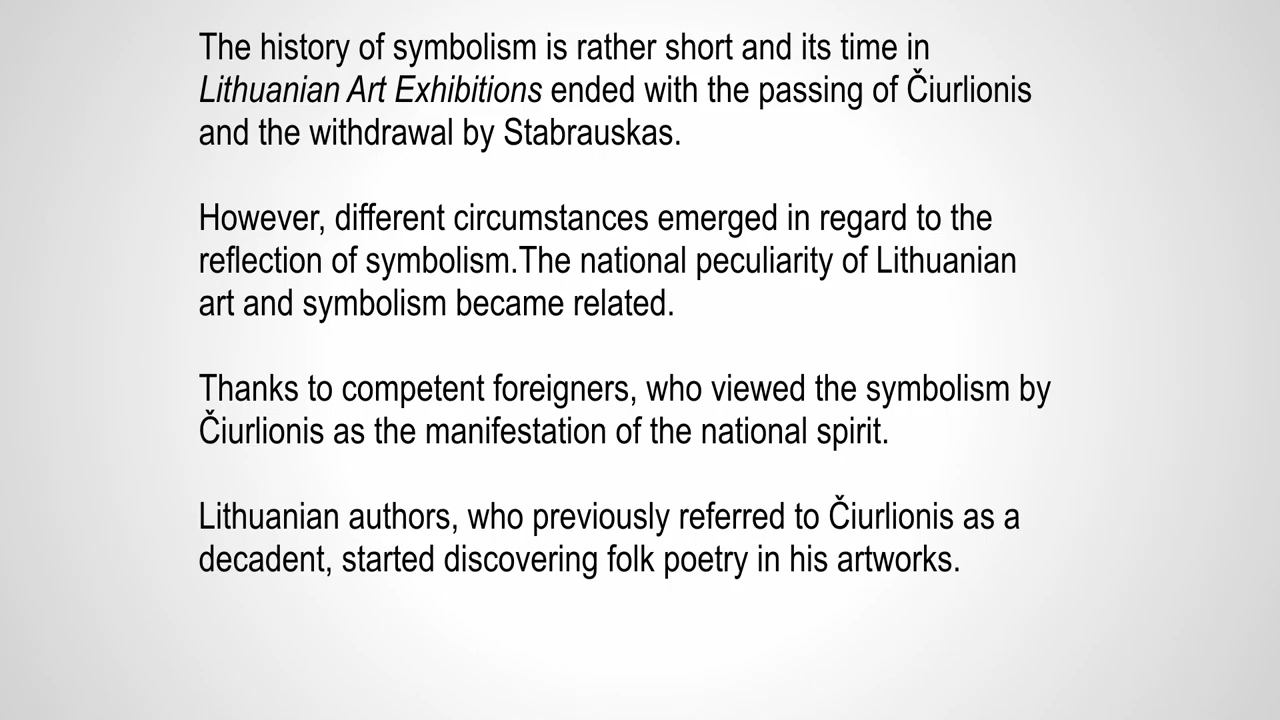 The history of symbolism is rather short and its time in
Lithuanian Art Exhibitions ended with the passing of Čiurlionis
and the withdrawal by Stabrauskas.
However, different circumstances emerged in regard to the
reflection of symbolism.The national peculiarity of Lithuanian
art and symbolism became related.
Thanks to competent foreigners, who viewed the symbolism by
Čiurlionis as the manifestation of the national spirit.
Lithuanian authors, who previously referred to Čiurlionis as a
decadent, started discovering folk poetry in his artworks.